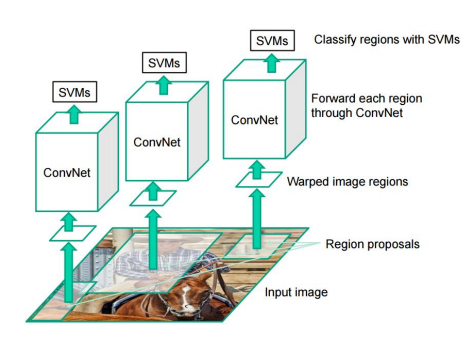 SVMs
Classify regions with SVMs
SVMs
SVMs
ConvNet
Forward each region
through ConvNet
ConvNet
ConvNet
Warped image regions
Region proposals
Input image